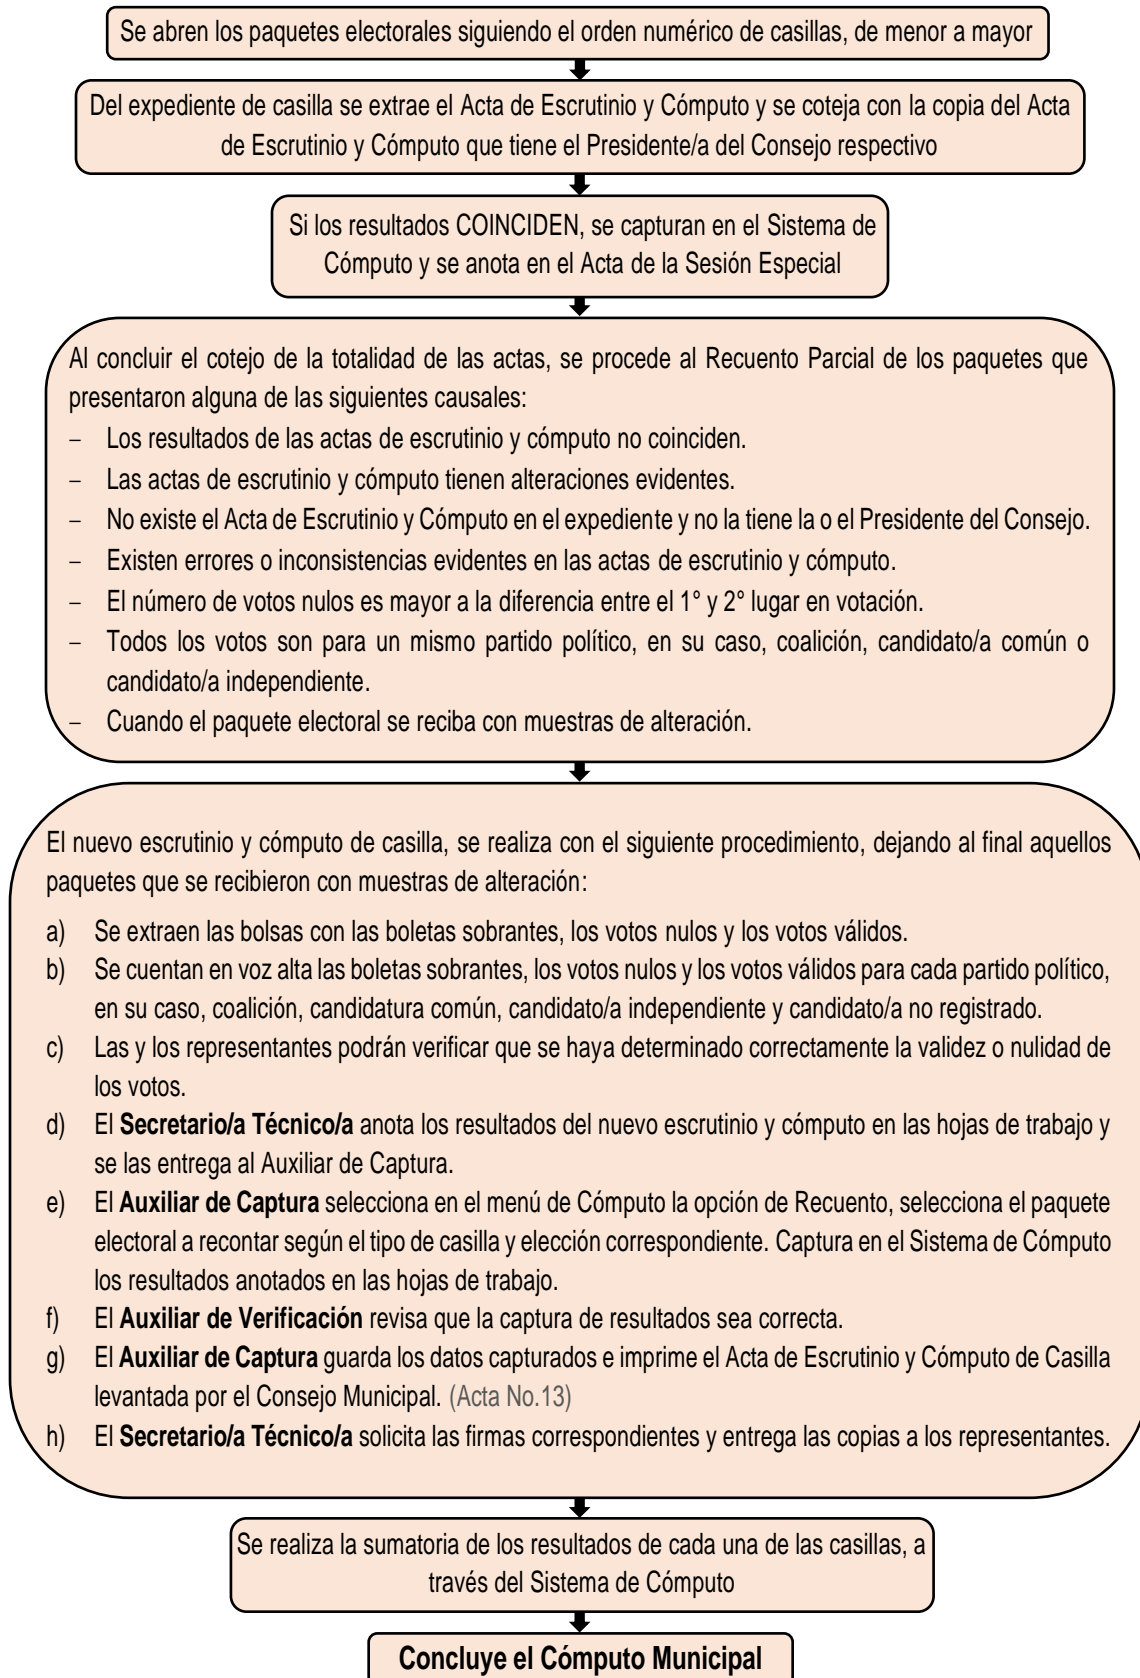 Se abren los paquetes electorales siguiendo el orden numérico de casillas, de menor a mayor
Del expediente de casilla se extrae el Acta de Escrutinio y Cómputo y se coteja con la copia del Acta
de Escrutinio y Cómputo que tiene el Presidente/a del Consejo respectivo
Si los resultados COINCIDEN, se capturan en el Sistema de
Cómputo y se anota en el Acta de la Sesión Especial
Al concluir el cotejo de la totalidad de las actas, se procede al Recuento Parcial de los paquetes que
presentaron alguna de las siguientes causales:
− Los resultados de las actas de escrutinio y cómputo no coinciden.
− Las actas de escrutinio y cómputo tienen alteraciones evidentes.
− No existe el Acta de Escrutinio y Cómputo en el expediente y no la tiene la o el Presidente del Consejo.
− Existen errores o inconsistencias evidentes en las actas de escrutinio y cómputo.
− El número de votos nulos es mayor a la diferencia entre el 1° y 2° lugar en votación.
− Todos los votos son para un mismo partido político, en su caso, coalición, candidato/a común o
candidato/a independiente.
− Cuando el paquete electoral se reciba con muestras de alteración.
El nuevo escrutinio y cómputo de casilla, se realiza con el siguiente procedimiento, dejando al final aquellos
paquetes que se recibieron con muestras de alteración:
a) Se extraen las bolsas con las boletas sobrantes, los votos nulos y los votos válidos.
b) Se cuentan en voz alta las boletas sobrantes, los votos nulos y los votos válidos para cada partido político,
en su caso, coalición, candidatura común, candidato/a independiente y candidato/a no registrado.
c) Las y los representantes podrán verificar que se haya determinado correctamente la validez o nulidad de
los votos.
d) El Secretario/a Técnico/a anota los resultados del nuevo escrutinio y cómputo en las hojas de trabajo y
se las entrega al Auxiliar de Captura.
e) El Auxiliar de Captura selecciona en el menú de Cómputo la opción de Recuento, selecciona el paquete
electoral a recontar según el tipo de casilla y elección correspondiente. Captura en el Sistema de Cómputo
los resultados anotados en las hojas de trabajo.
f) El Auxiliar de Verificación revisa que la captura de resultados sea correcta.
g) El Auxiliar de Captura guarda los datos capturados e imprime el Acta de Escrutinio y Cómputo de Casilla
levantada por el Consejo Municipal. (Acta No.13)
h) El Secretario/a Técnico/a solicita las firmas correspondientes y entrega las copias a los representantes.
Se realiza la sumatoria de los resultados de cada una de las casillas, a
través del Sistema de Cómputo
Concluye el Cómputo Municipal